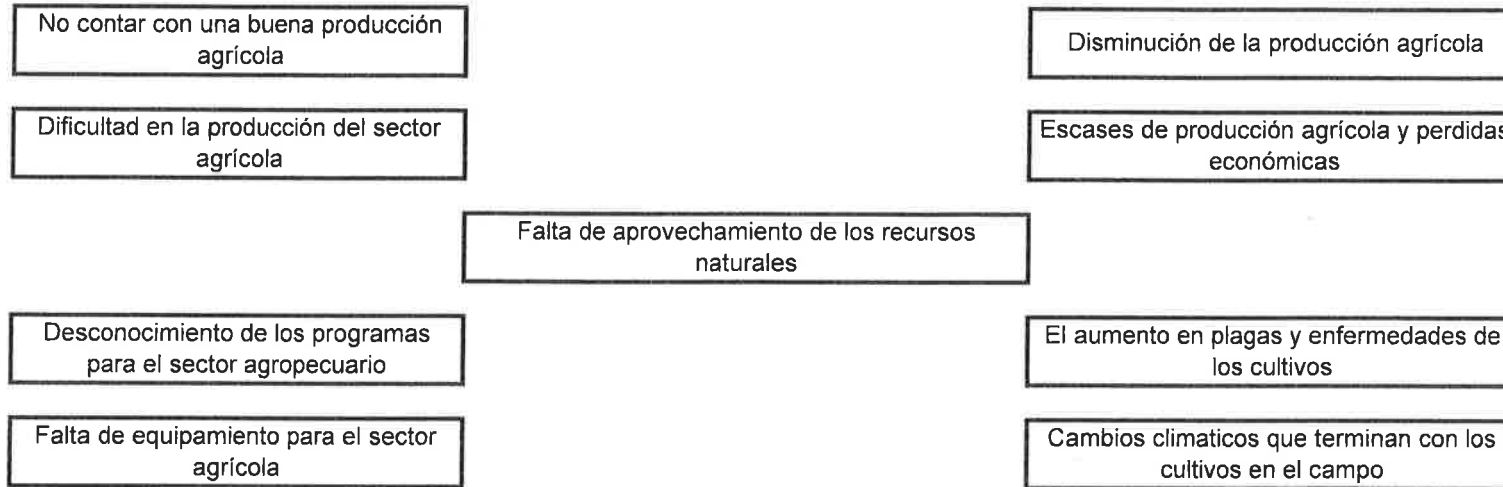 No contar con una buena producción
agrícola
Disminución de la producción agrícola
Dificultad en la producción del sector
agrícola
Escases de producción agrícola y perdidas
económicas
Falta de aprovechamiento de los recursos
naturales
Desconocimiento de los programas
para el sector agropecuario
El aumento en plagas y enfermedades de
los cultivos
Falta de equipamiento para el sector
agrícola
Cambios climaticos que terminan con los
cultivos en el campo